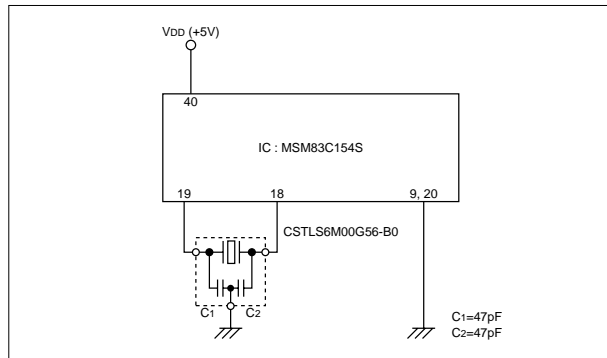 VDD (+5V)
40
IC : MSM83C154S
19 18 9, 20
CSTLS6M00G56-B0
C1 C2
C1=47pF
C2=47pF